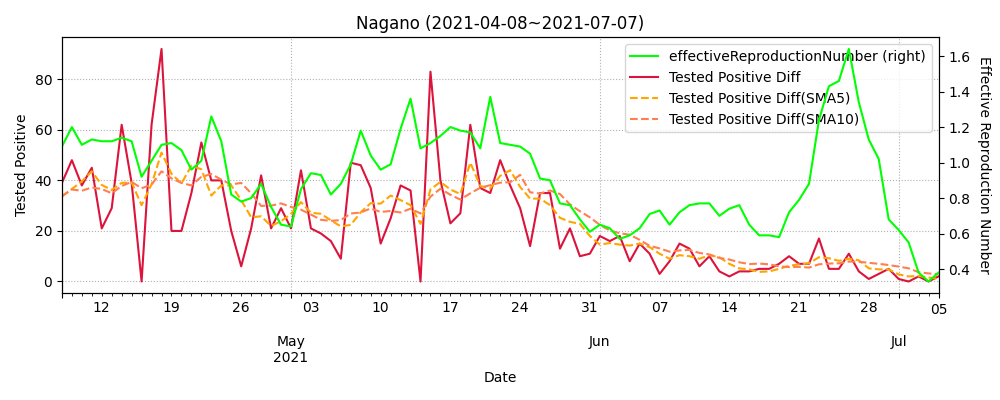 Nagano (2021-04-08~2021-07-07)
effectiveReproductionNumber (right)
Tested Positive Diff
Tested Positive Diff(SMA5)
Tested Positive Diff(SMA10)
Tested Positive
80
60
40
20
0
1.6
1.4
1.2
1.0
0.8
0.6
0.4
Effective Reproduction Number
12 19 26 03 10 17 24 31 07 14 21 28 05
May Jun Jul
2021
Date